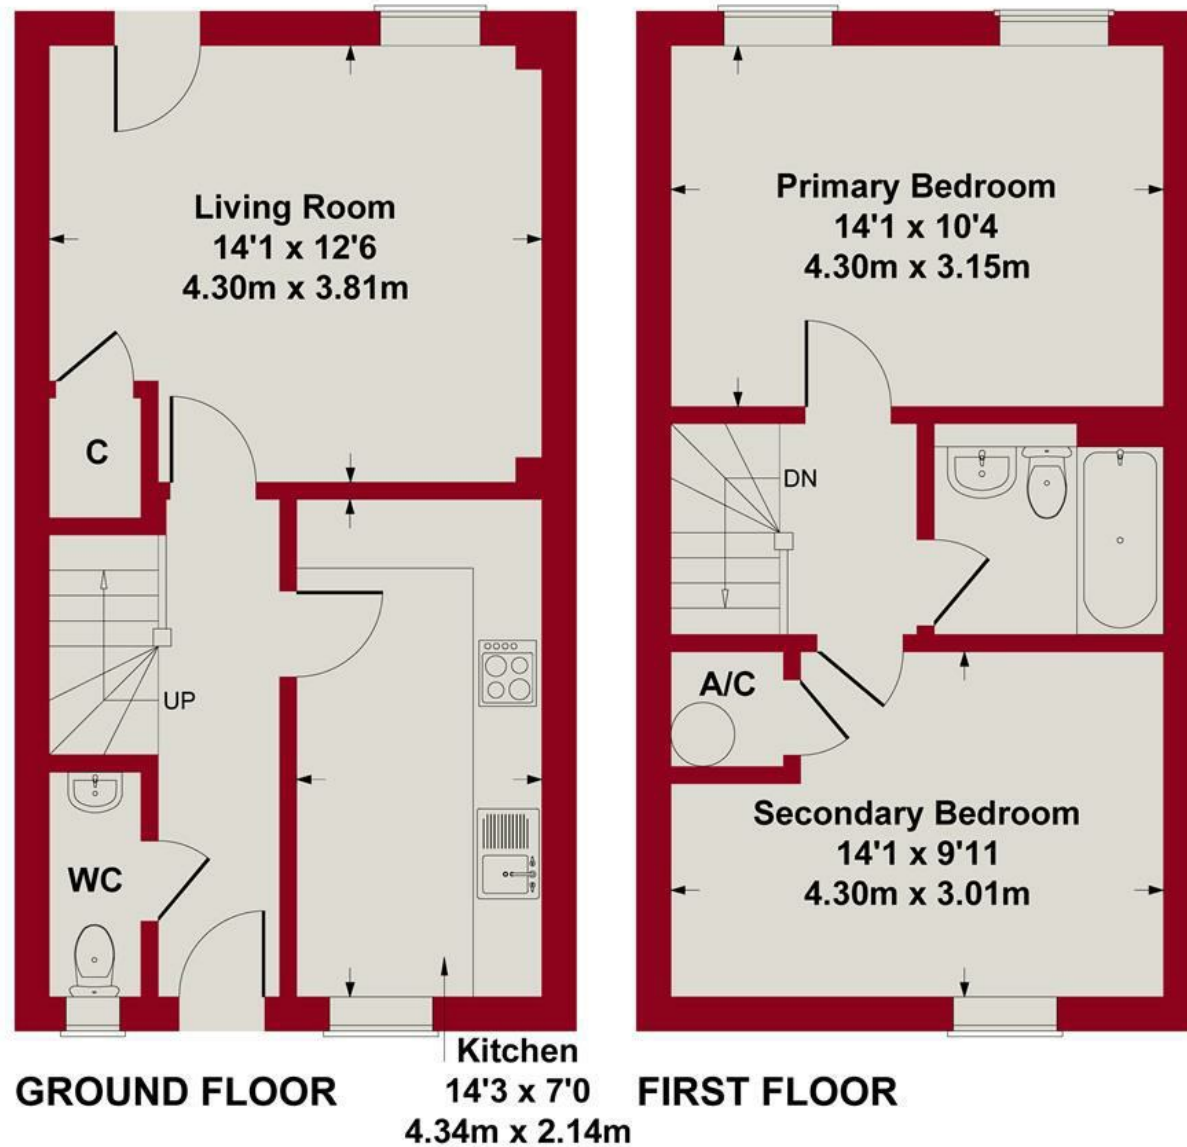 Living Room
14'1 x 12'6
4.30m x 3.81m
C
UP
WC
Kitchen
14'3 x 7'0
4.34m x 2.14m
GROUND FLOOR
Primary Bedroom
14'1 x 10'4
4.30m x 3.15m
DN
A/C
Secondary Bedroom
14'1 x 9'11
4.30m x 3.01m
FIRST FLOOR